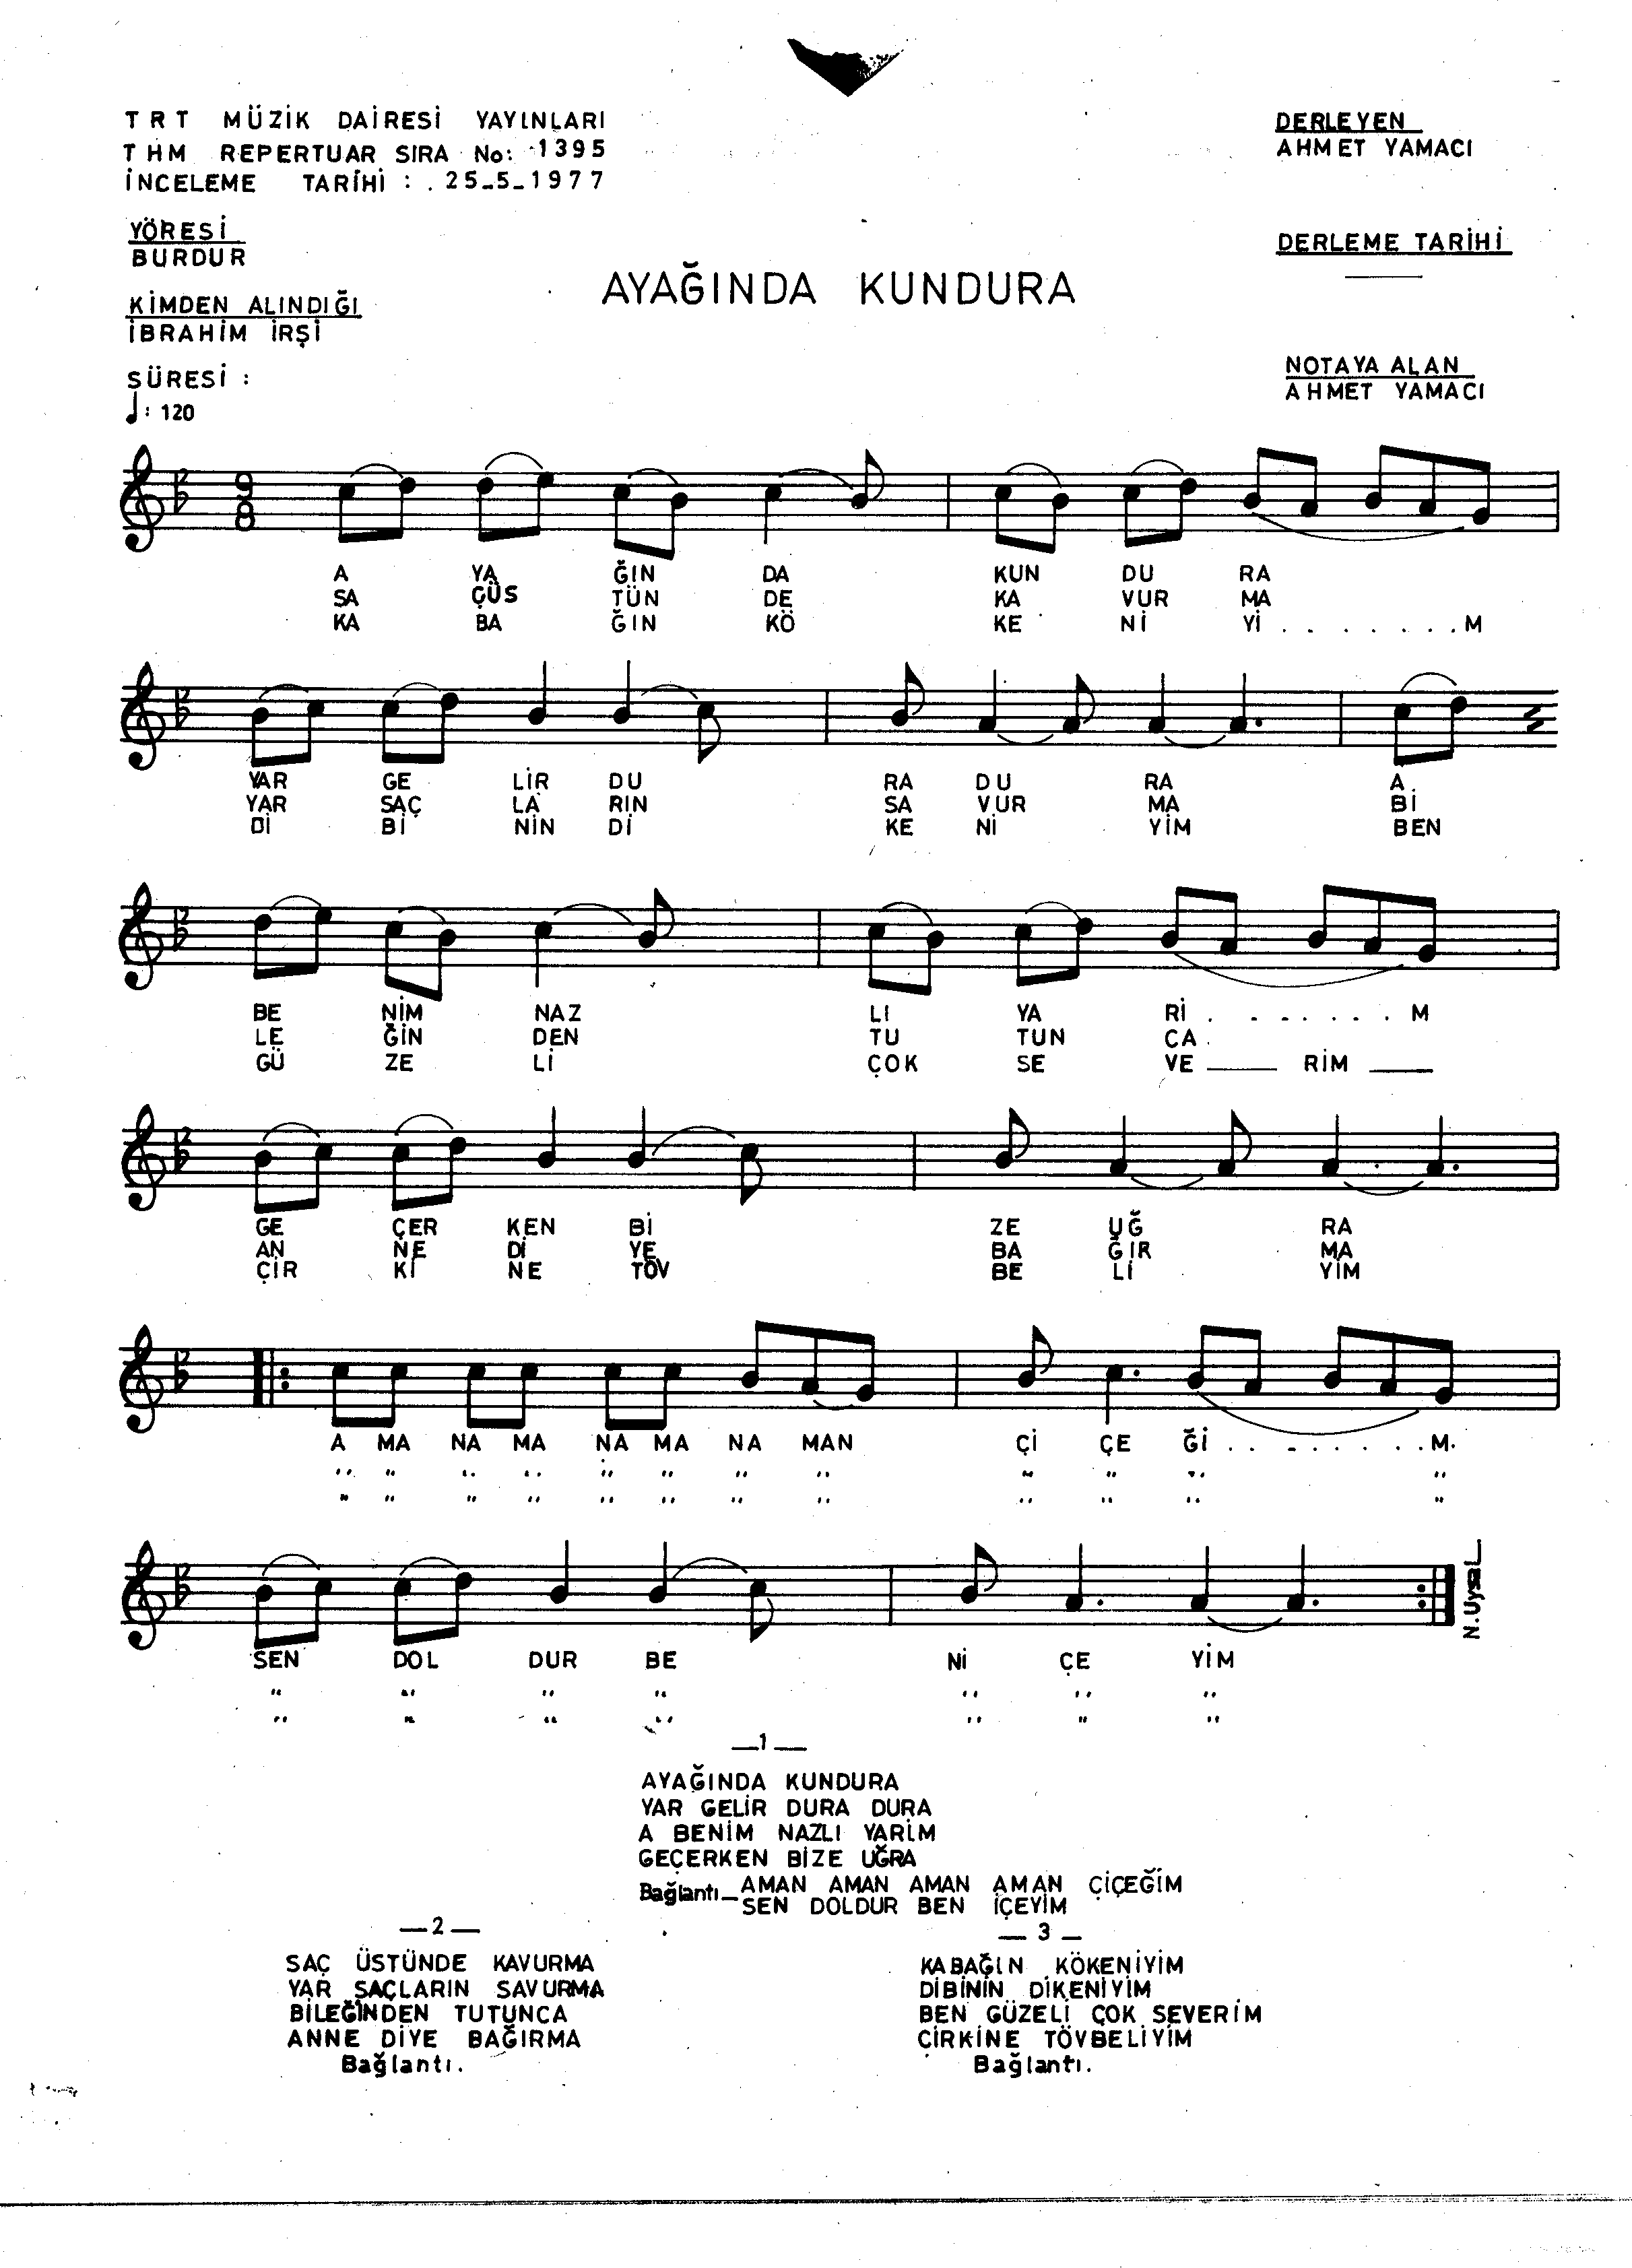 TRT MÜZİK DAİRESİ YAYINLARI
THM REPERTUAR SIRA No: 1395
İNCELEME TARİHİ : 25-5-1977
DERLEYEN
AHMET YAMACI
YÖRESİ
BURDUR
DERLEME TARİHİ
AYAĞINDA KUNDURA
KİMDEN ALINDIĞI
İBRAHİM İRŞİ
NOTAYA ALAN
AHMET YAMACI
SÜRESİ :
: 120
9
8
A YA ĞIN DA KUN DU RA
SA ÇÜS TÜN DE KA VUR MA
KA BA ĞIN KÖ KE Nİ Yİ . . . . . . . M
YAR GE LİR DU RA DU RA A
YAR SAÇ LA RIN SA VUR MA Bİ
Dİ Bİ NİN Dİ KE Nİ YİM BEN
BE NİM NAZ LI YA Rİ . . . . . . . M
LE ĞİN DEN TU TUN CA
GÜ ZE Lİ ÇOK SE VE ___ RİM ___
GE ÇER KEN Bİ ZE UĞ RA
AN NE Dİ YE BA ĞIR MA
ÇİR Kİ NE TÖV BE Lİ YİM
A MA NA MA NA MA NA MAN Çİ ÇE Ğİ . . . . . . . M
" " " " " " " " " " " "
" " " " " " " " " " " "
SEN DOL DUR BE Nİ ÇE YİM
" " " " " " "
" " " " " " "
N. Uysal
—1—
AYAĞINDA KUNDURA
YAR GELİR DURA DURA
A BENİM NAZLI YARIM
GEÇERKEN BİZE UĞRA
Bağlantı— AMAN AMAN AMAN AMAN ÇİÇEĞİM
SEN DOLDUR BEN İÇEYİM
—2—
SAÇ ÜSTÜNDE KAVURMA
YAR SAÇLARIN SAVURMA
BİLEĞİNDEN TUTUNCA
ANNE DİYE BAĞIRMA
Bağlantı.
— 3 —
KABAĞIN KÖKENİYİM
DİBİNİN DİKENİYİM
BEN GÜZELİ ÇOK SEVERİM
ÇİRKİNE TÖVBELİYİM
Bağlantı.